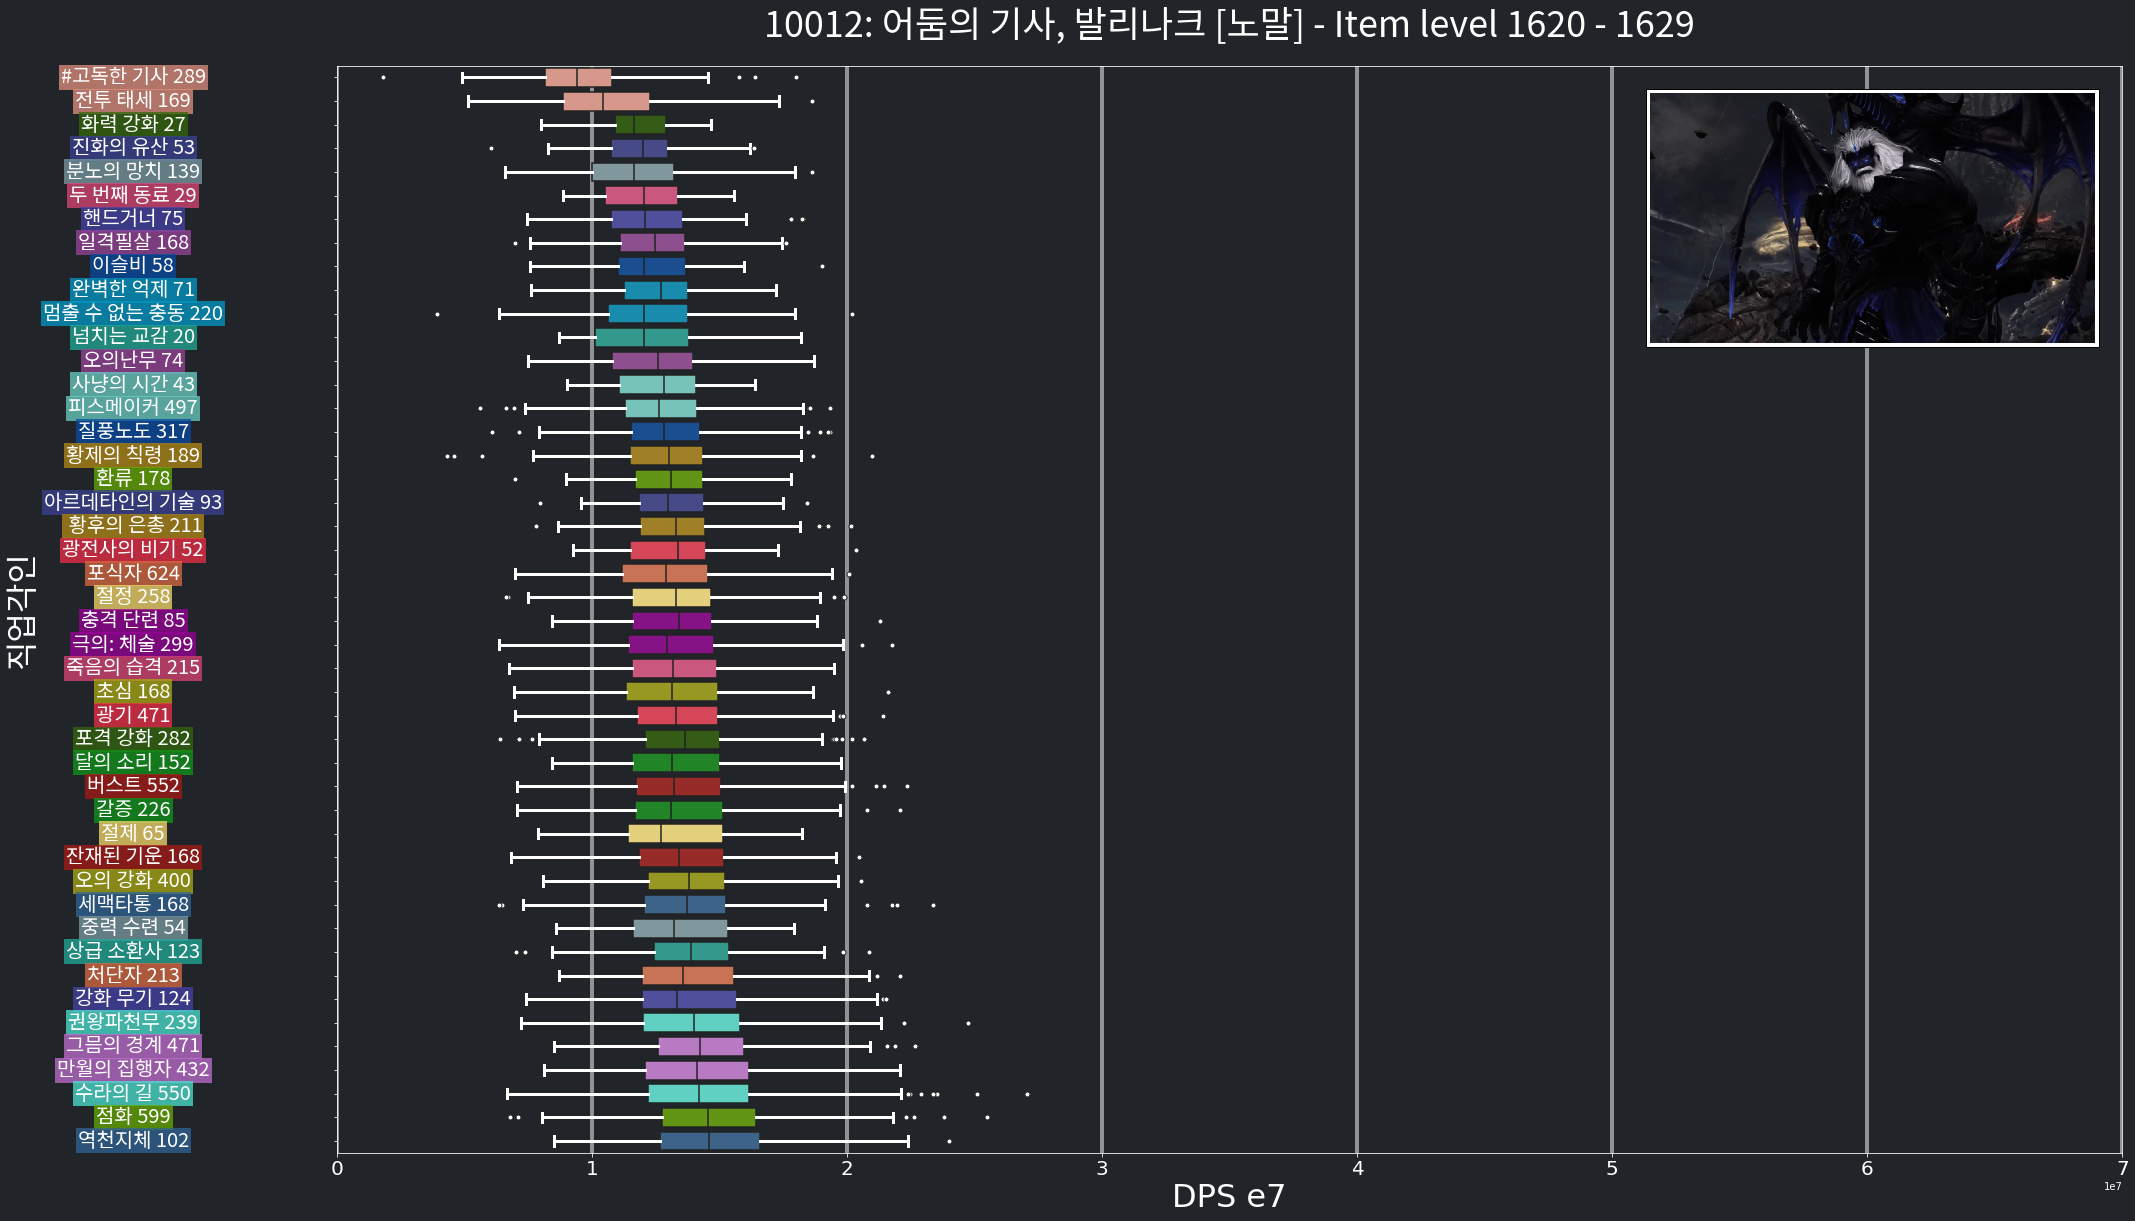 10012: 어둠의 기사, 발리나크 [노말] - Item level 1620 - 1629
#고독한 기사 289
전투 태세 169
화력 강화 27
진화의 유산 53
분노의 망치 139
두 번째 동료 29
핸드거너 75
일격필살 168
이슬비 58
완벽한 억제 71
멈출 수 없는 충동 220
넘치는 교감 20
오의난무 74
사냥의 시간 43
피스메이커 497
질풍노도 317
황제의 칙령 189
환류 178
아르데타인의 기술 93
황후의 은총 211
광전사의 비기 52
포식자 624
절정 258
충격 단련 85
극의: 체술 299
죽음의 습격 215
초심 168
광기 471
포격 강화 282
달의 소리 152
버스트 552
갈증 226
절제 65
잔재된 기운 168
오의 강화 400
세맥타통 168
중력 수련 54
상급 소환사 123
처단자 213
강화 무기 124
권왕파천무 239
그믐의 경계 471
만월의 집행자 432
수라의 길 550
점화 599
역천지체 102
직업각인
0 1 2 3 4 5 6 7
1e7
DPS e7